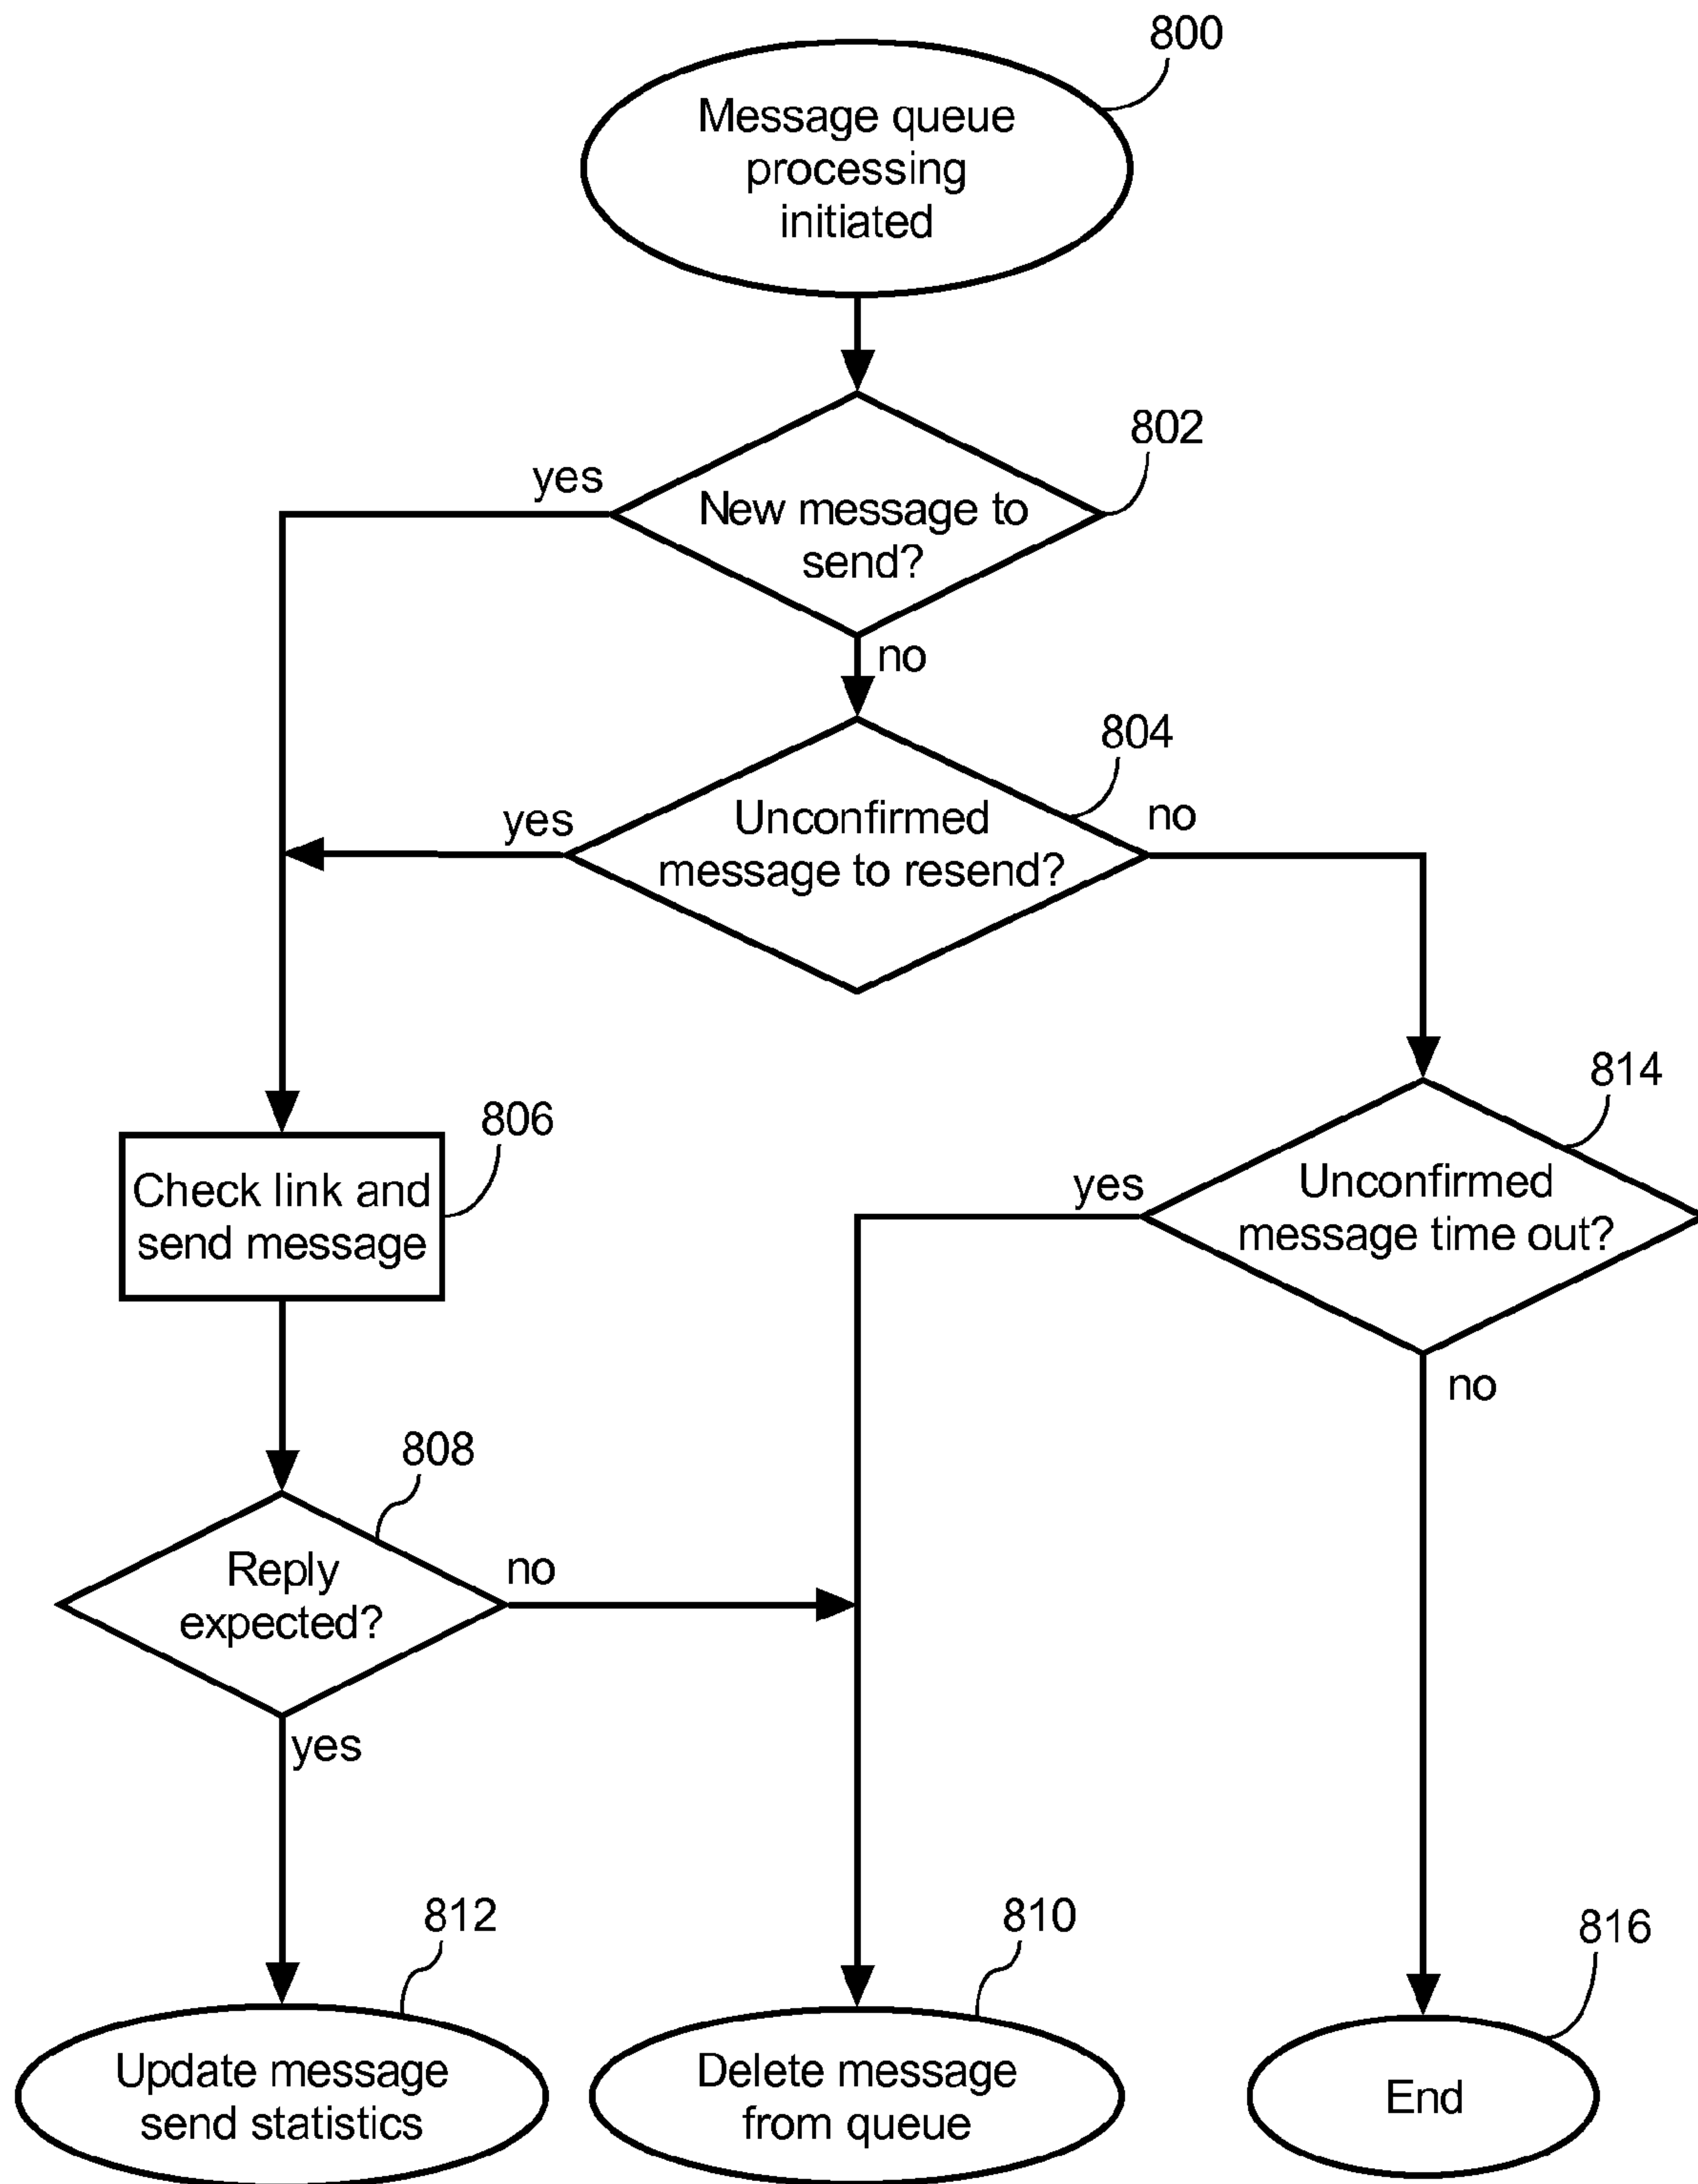 800
Message queue
processing
initiated
802
yes
New message to
send?
no
804
yes
Unconfirmed
message to resend?
no
814
806
Check link and
send message
yes
Unconfirmed
message time out?
no
808
Reply
expected?
no
yes
812
810
816
Update message
send statistics
Delete message
from queue
End